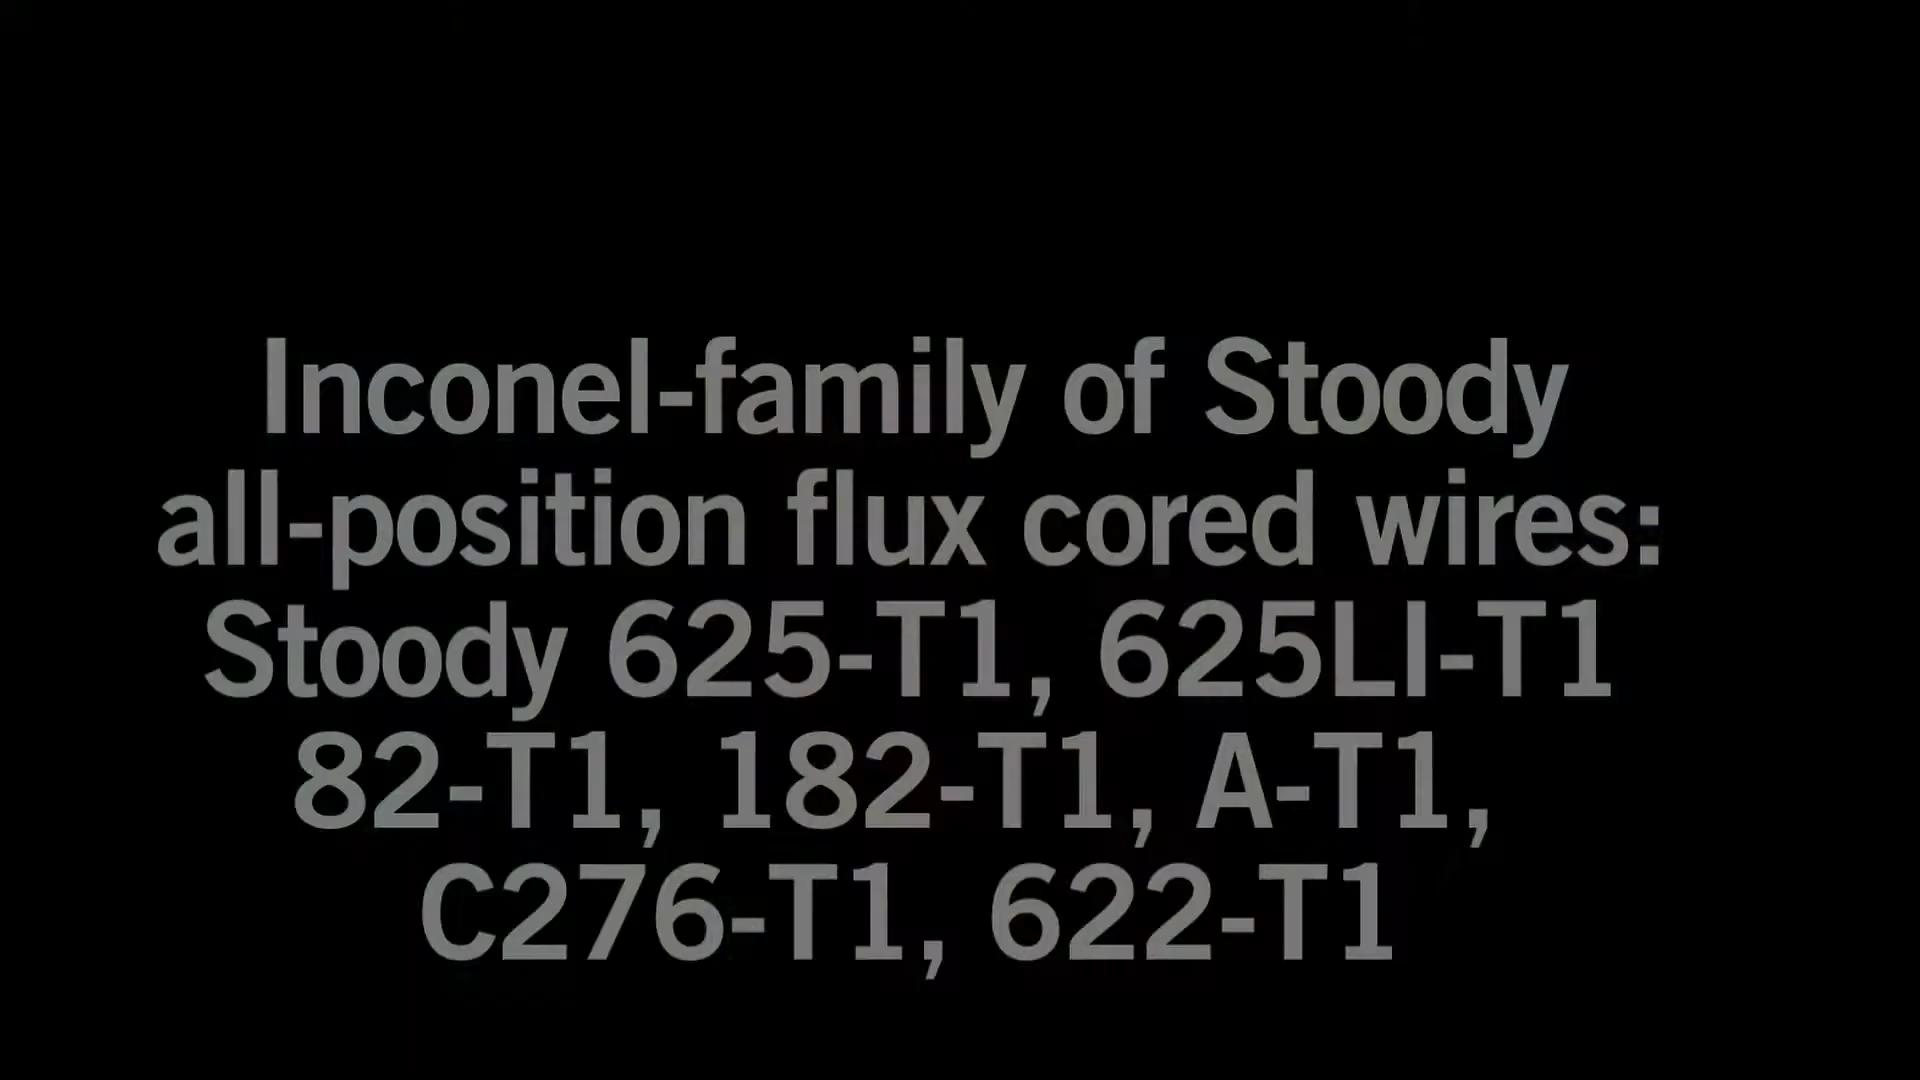 Inconel-family of Stoody
all-position flux cored wires:
Stoody 625-T1, 625LI-T1
82-T1, 182-T1, A-T1,
C276-T1, 622-T1